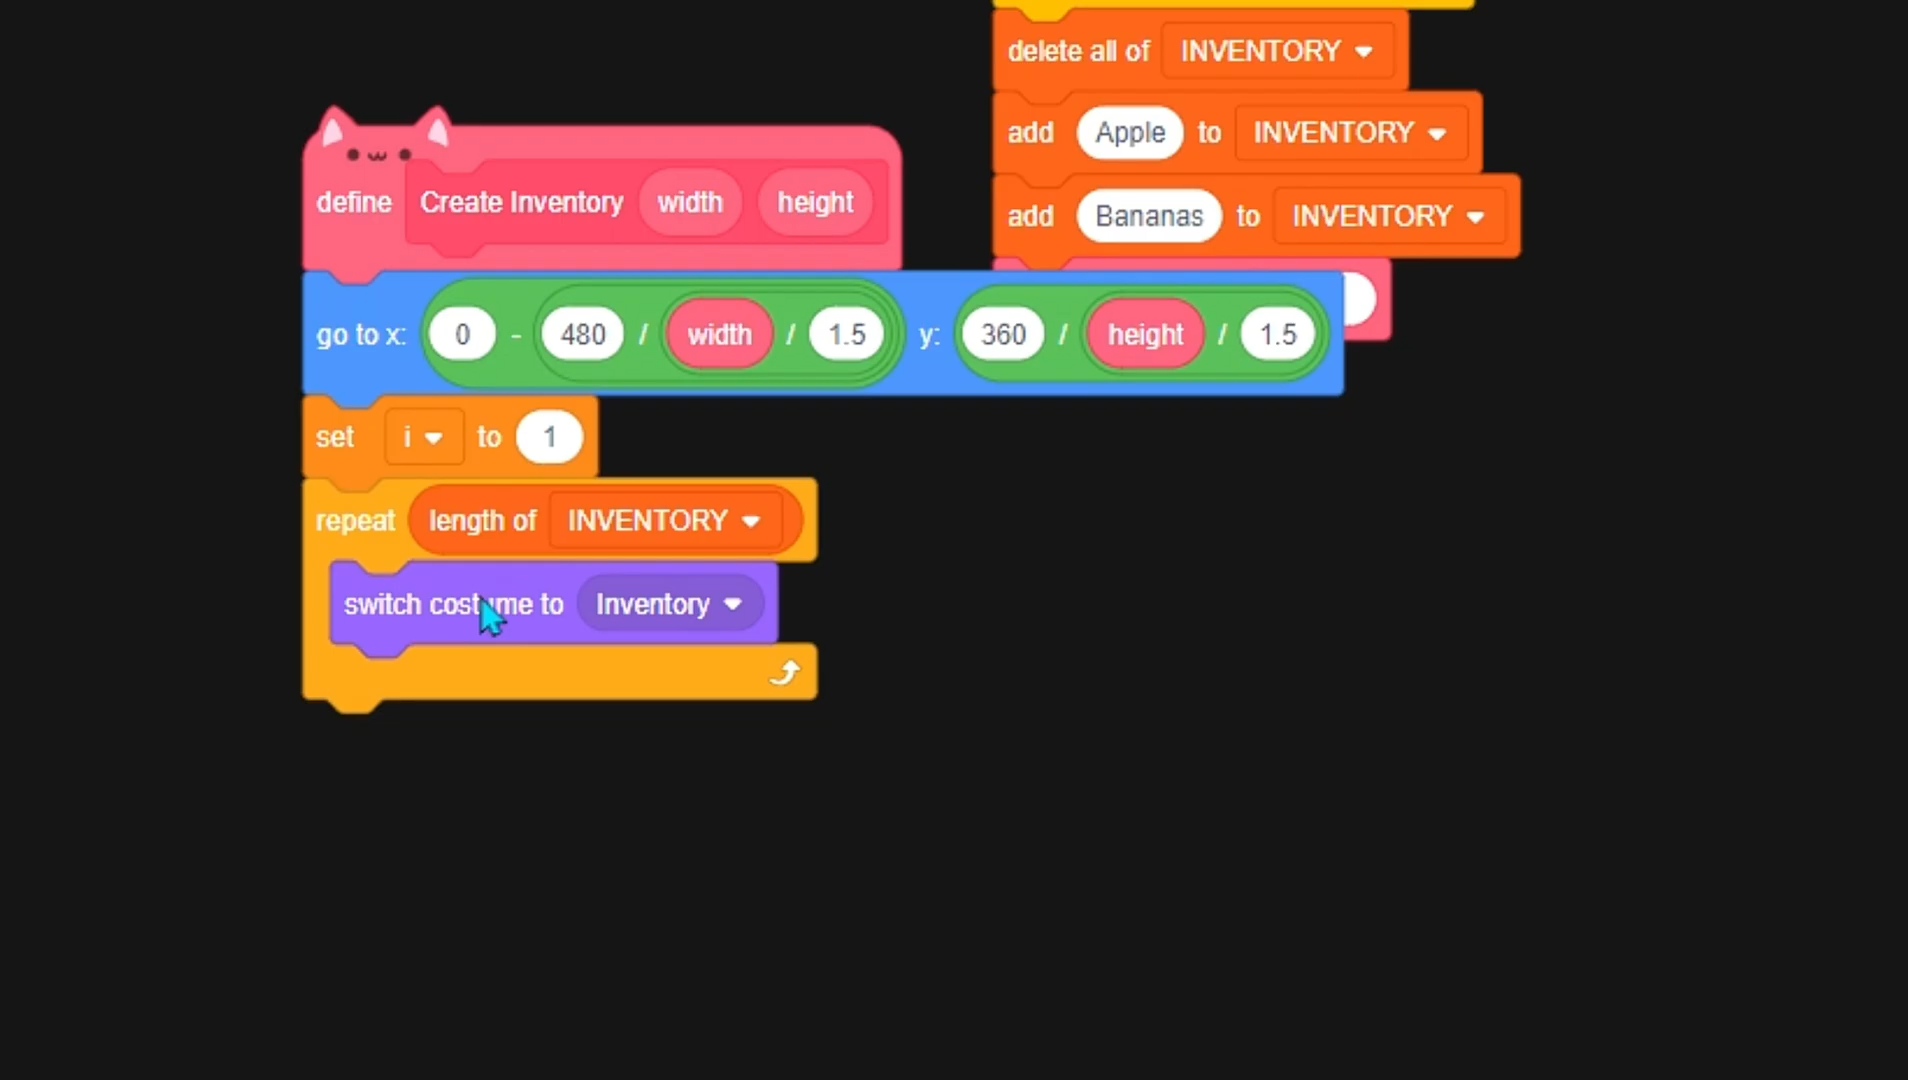 delete all of INVENTORY
add Apple to INVENTORY
add Bananas to INVENTORY
define Create Inventory width height
go to x: 0 - 480 / width / 1.5 y: 360 / height / 1.5
set i to 1
repeat length of INVENTORY
switch costume to Inventory